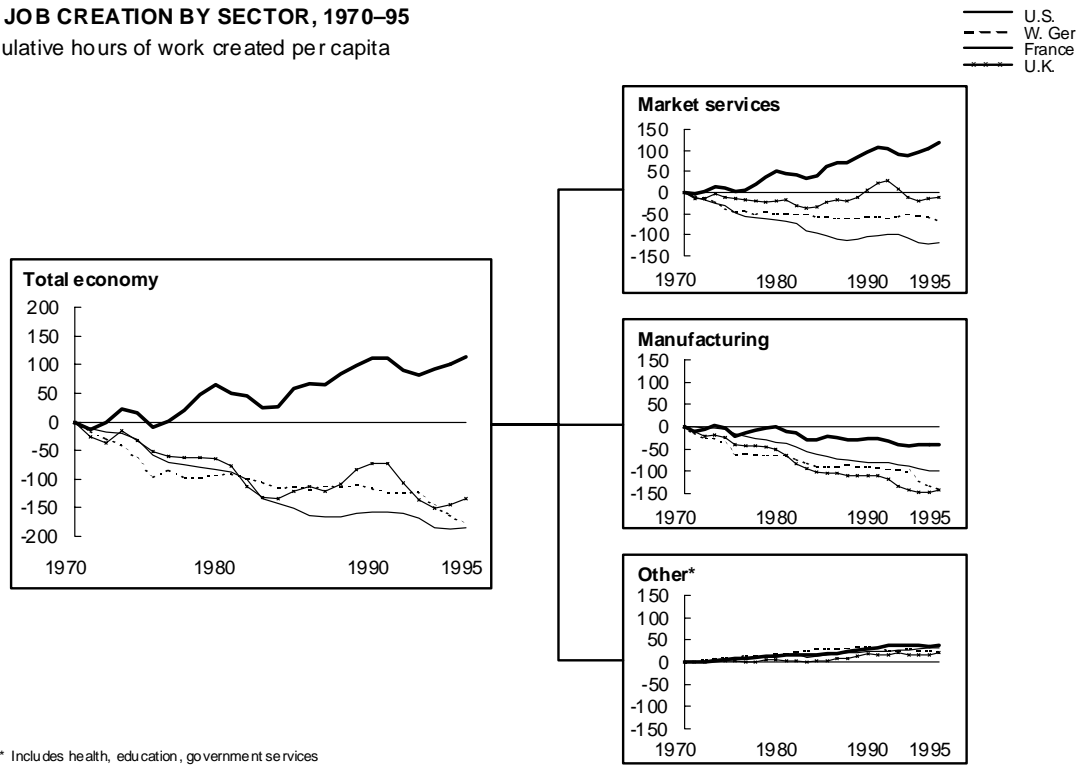 JOB CREATION BY SECTOR, 1970–95
ulative hours of work created per capita
U.S.
W. Ger
France
U.K.
Market services
150
100
50
0
-50
-100
-150
1970 1980 1990 1995
Total economy
200
150
100
50
0
-50
-100
-150
-200
1970 1980 1990 1995
Manufacturing
150
100
50
0
-50
-100
-150
1970 1980 1990 1995
Other*
150
100
50
0
-50
-100
-150
1970 1980 1990 1995
* Includes health, education, government services